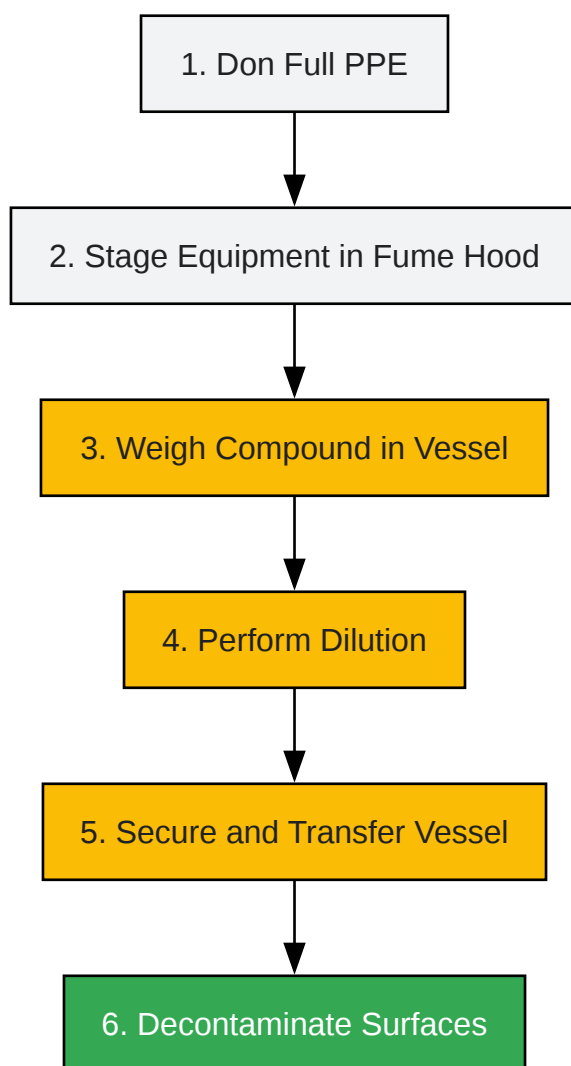 1. Don Full PPE
2. Stage Equipment in Fume Hood
3. Weigh Compound in Vessel
4. Perform Dilution
5. Secure and Transfer Vessel
6. Decontaminate Surfaces